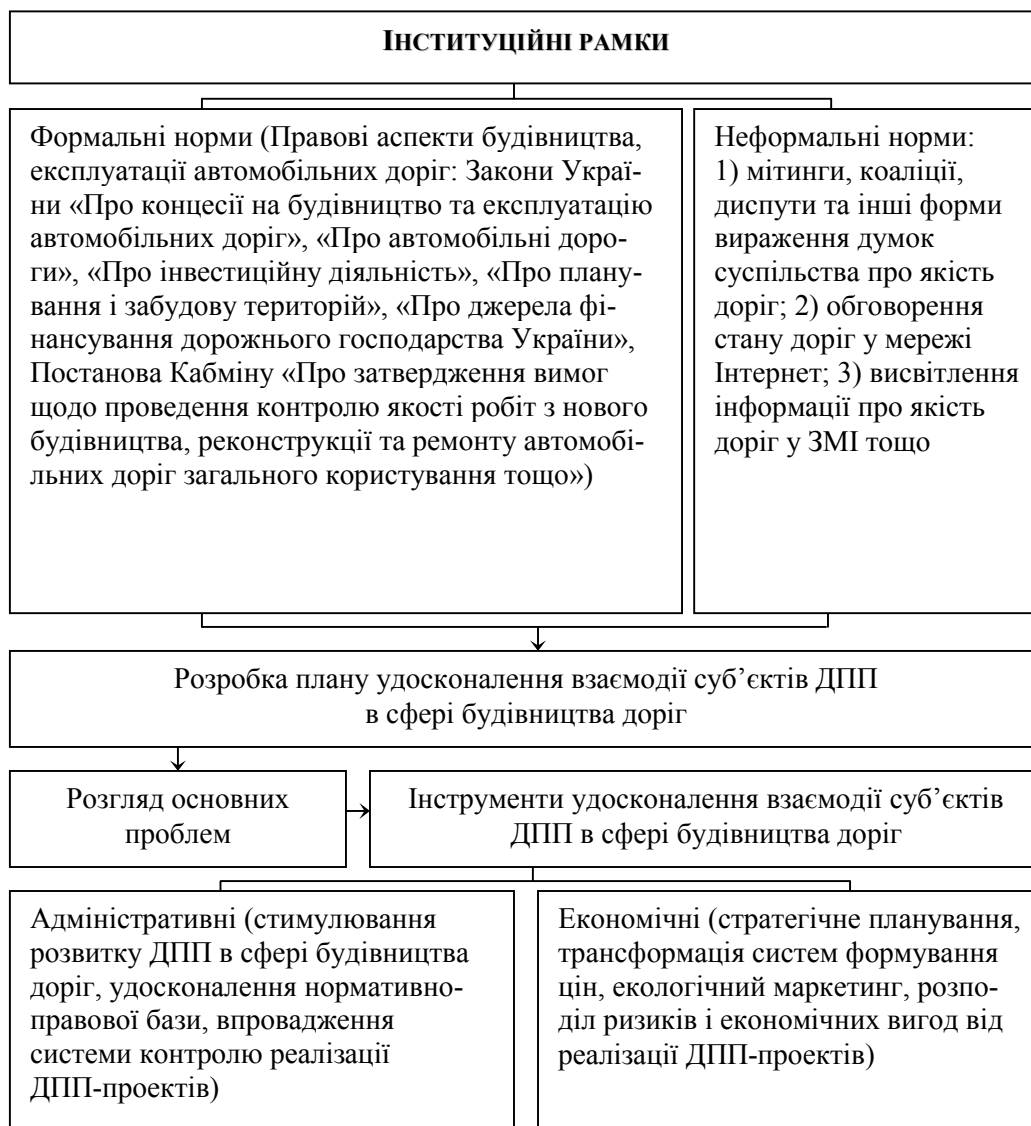 ІНСТИТУЦІЙНІ РАМКИ
Формальні норми (Правові аспекти будівництва,
експлуатації автомобільних доріг: Закони Украї-
ни «Про концесії на будівництво та експлуатацію
автомобільних доріг», «Про автомобільні доро-
ги», «Про інвестиційну діяльність», «Про плану-
вання і забудову територій», «Про джерела фі-
нансування дорожнього господарства України»,
Постанова Кабміну «Про затвердження вимог
щодо проведення контролю якості робіт з нового
будівництва, реконструкції та ремонту автомобі-
льних доріг загального користування тощо»)
Неформальні норми:
1) мітинги, коаліції,
диспути та інші форми
вираження думок
суспільства про якість
доріг; 2) обговорення
стану доріг у мережі
Інтернет; 3) висвітлення
інформації про якість
доріг у ЗМІ тощо
Розробка плану удосконалення взаємодії суб’єктів ДПП
в сфері будівництва доріг
Розгляд основних
проблем
Інструменти удосконалення взаємодії суб’єктів
ДПП в сфері будівництва доріг
Адміністративні (стимулювання
розвитку ДПП в сфері будівництва
доріг, удосконалення нормативно-
правової бази, впровадження
системи контролю реалізації
ДПП-проектів)
Економічні (стратегічне планування,
трансформація систем формування
цін, екологічний маркетинг, розпо-
діл ризиків і економічних вигод від
реалізації ДПП-проектів)